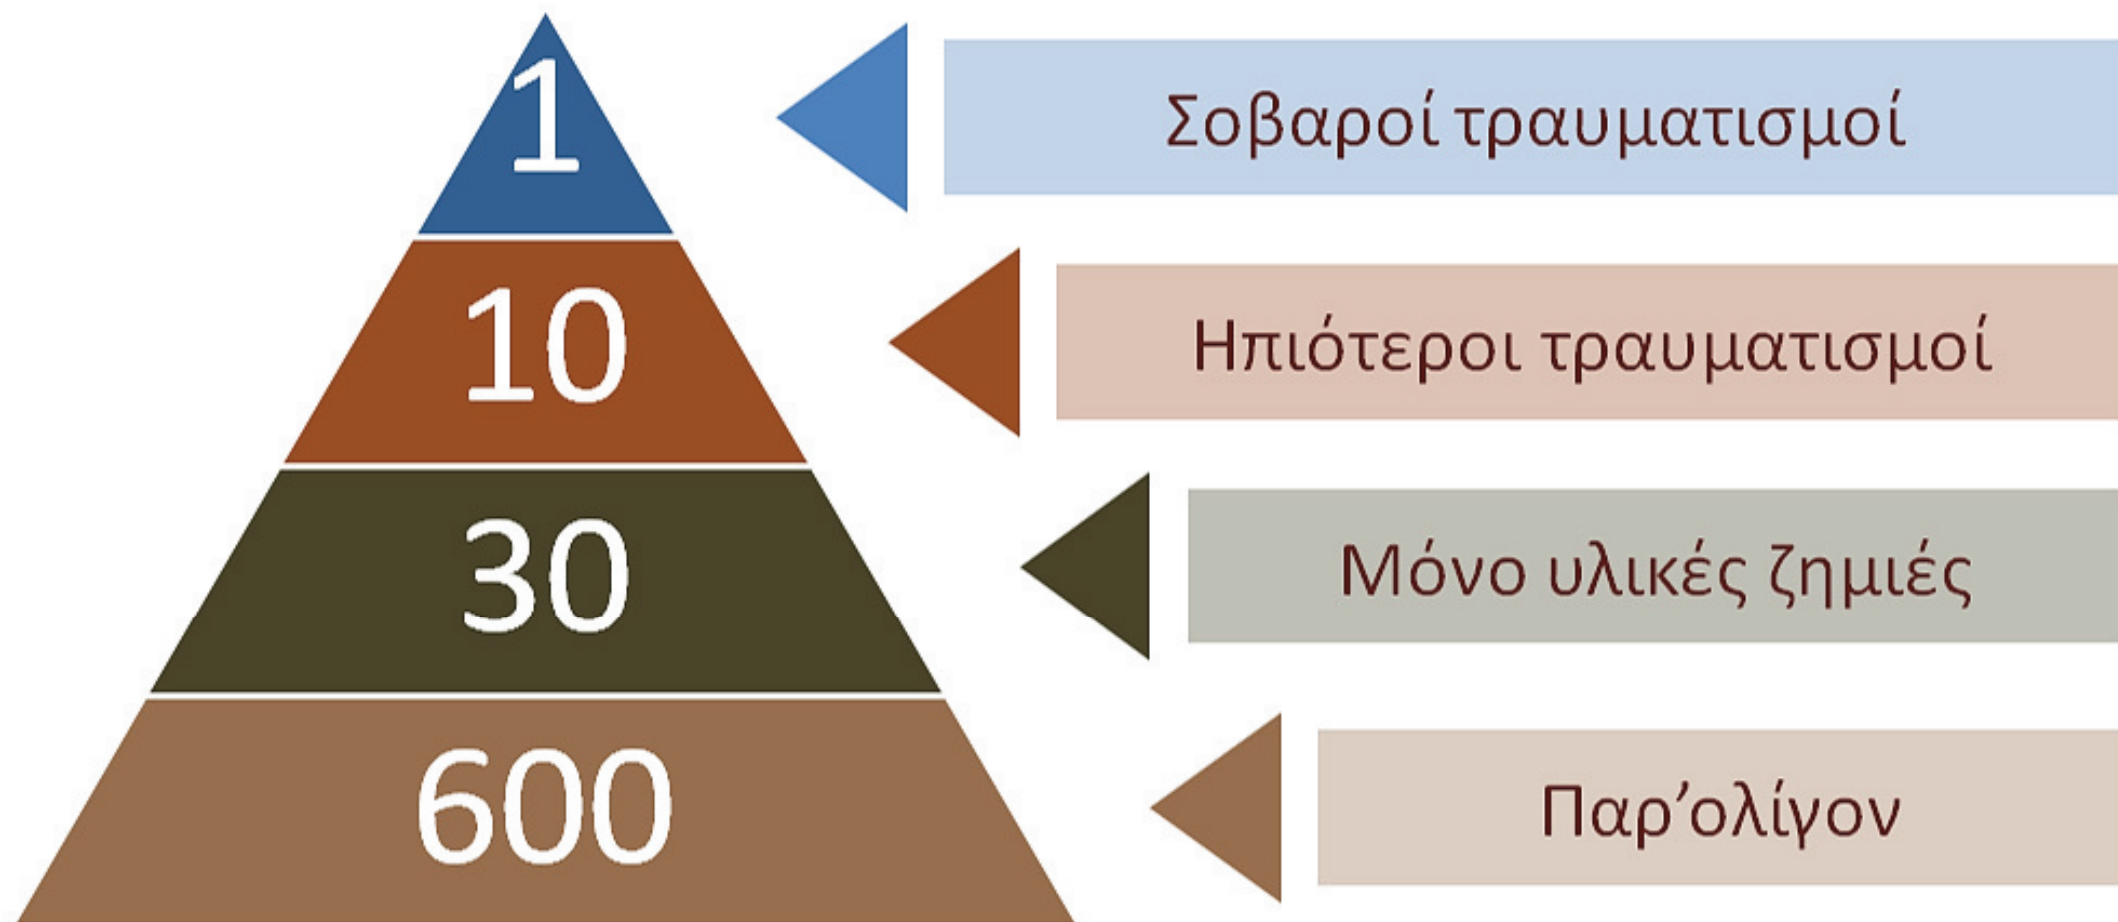 1
Σοβαροί τραυματισμοί
10
Ηπιότεροι τραυματισμοί
30
Μόνο υλικές ζημιές
600
Παρ’ολίγον